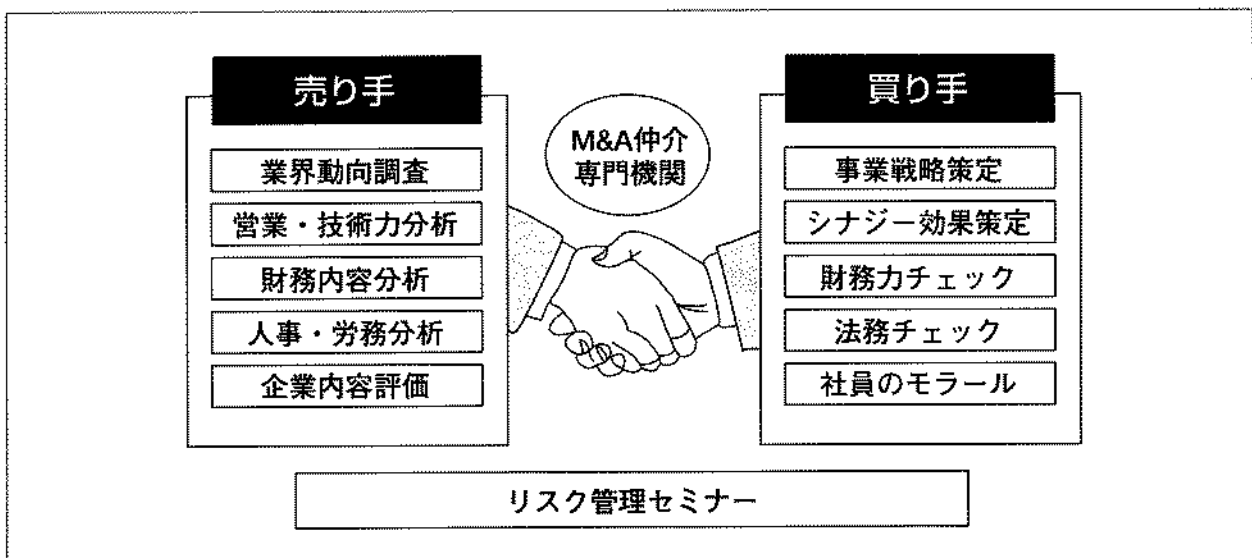 売り手
業界動向調査
営業・技術力分析
財務内容分析
人事・労務分析
企業内容評価
M&A仲介
専門機関
買り手
事業戦略策定
シナジー効果策定
財務力チェック
法務チェック
社員のモラール
リスク管理セミナー